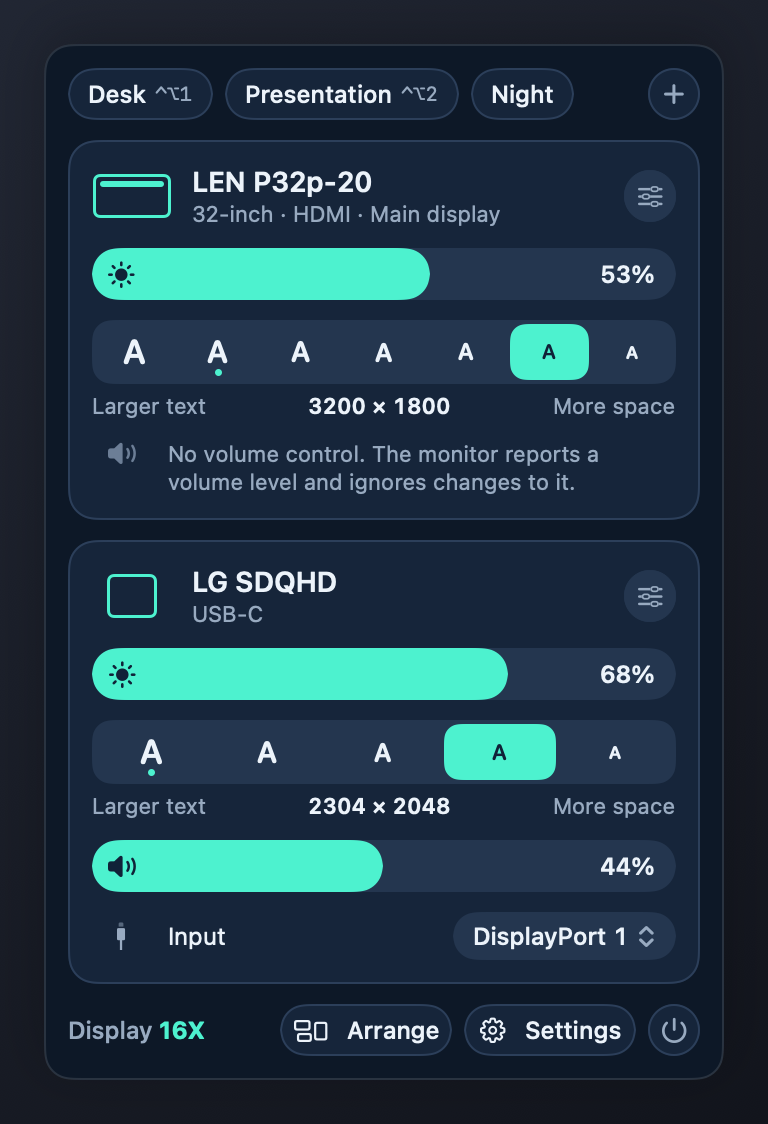 Desk ^⌥1 Presentation ^⌥2 Night
LEN P32p-20
32-inch · HDMI · Main display
53%
A A A A A A A
Larger text 3200 × 1800 More space
No volume control. The monitor reports a
volume level and ignores changes to it.
LG SDQHD
USB-C
68%
A A A A A
Larger text 2304 × 2048 More space
44%
Input DisplayPort 1
Display 16X Arrange Settings